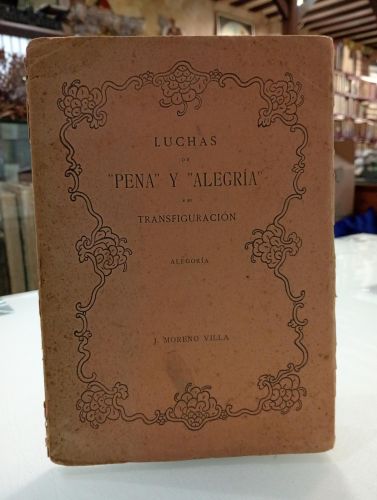 LUCHAS
DE
"PENA" Y "ALEGRÍA"
Y SU
TRANSFIGURACIÓN
ALEGORÍA
J. MORENO VILLA